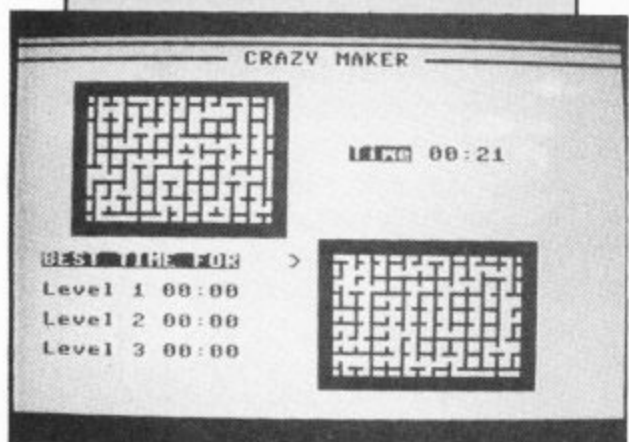 CRAZY MAKER
Time 00:21
BEST TIME FOR >
Level 1 00:00
Level 2 00:00
Level 3 00:00